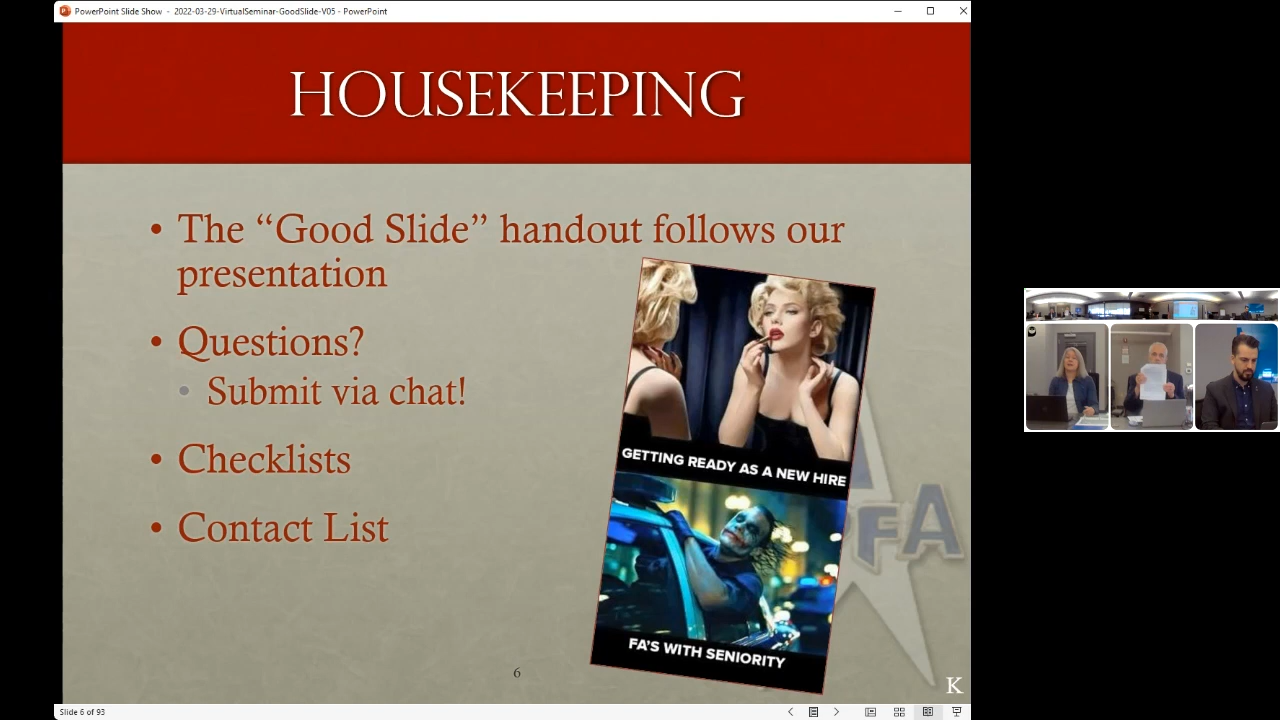 PowerPoint Slide Show - 2022-03-29-VirtualSeminar-GoodSlide-V05 - PowerPoint
HOUSEKEEPING
• The “Good Slide” handout follows our
presentation
• Questions?
• Submit via chat!
• Checklists
• Contact List
GETTING READY AS A NEW HIRE
FA'S WITH SENIORITY
FA
6
K
Slide 6 of 93